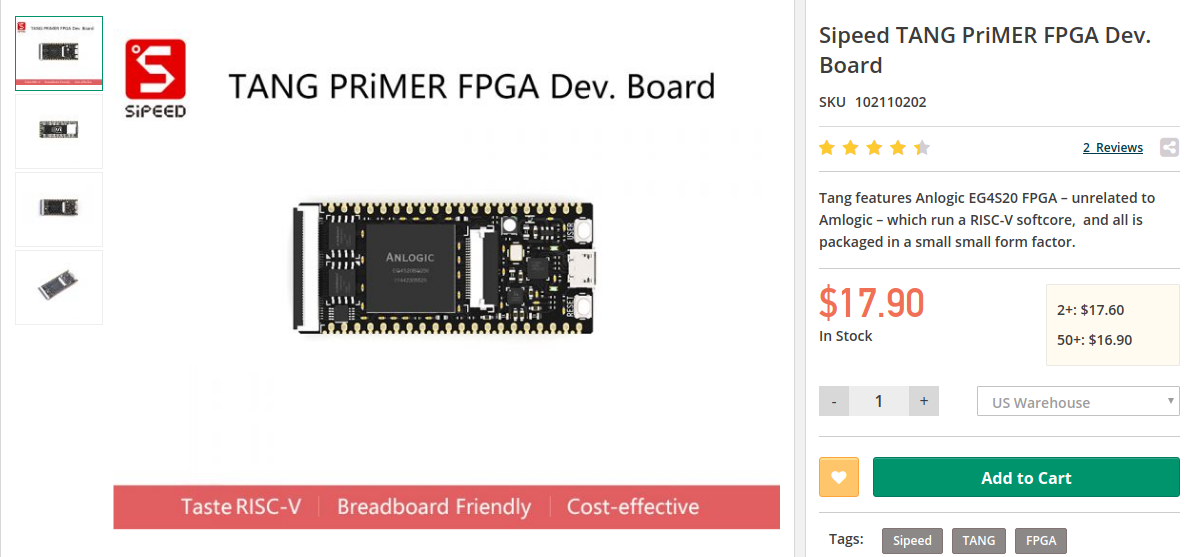 SiPEED
TANG PRiMER FPGA Dev. Board
ANLOGIC
USER
RESET
Taste RISC-V
Breadboard Friendly
Cost-effective
Sipeed TANG PriMER FPGA Dev.
Board
SKU 102110202
2 Reviews
Tang features Anlogic EG4S20 FPGA – unrelated to
Amlogic – which run a RISC-V softcore, and all is
packaged in a small small form factor.
$17.90
In Stock
2+: $17.60
50+: $16.90
- 1 +
US Warehouse
Add to Cart
Tags: Sipeed TANG FPGA